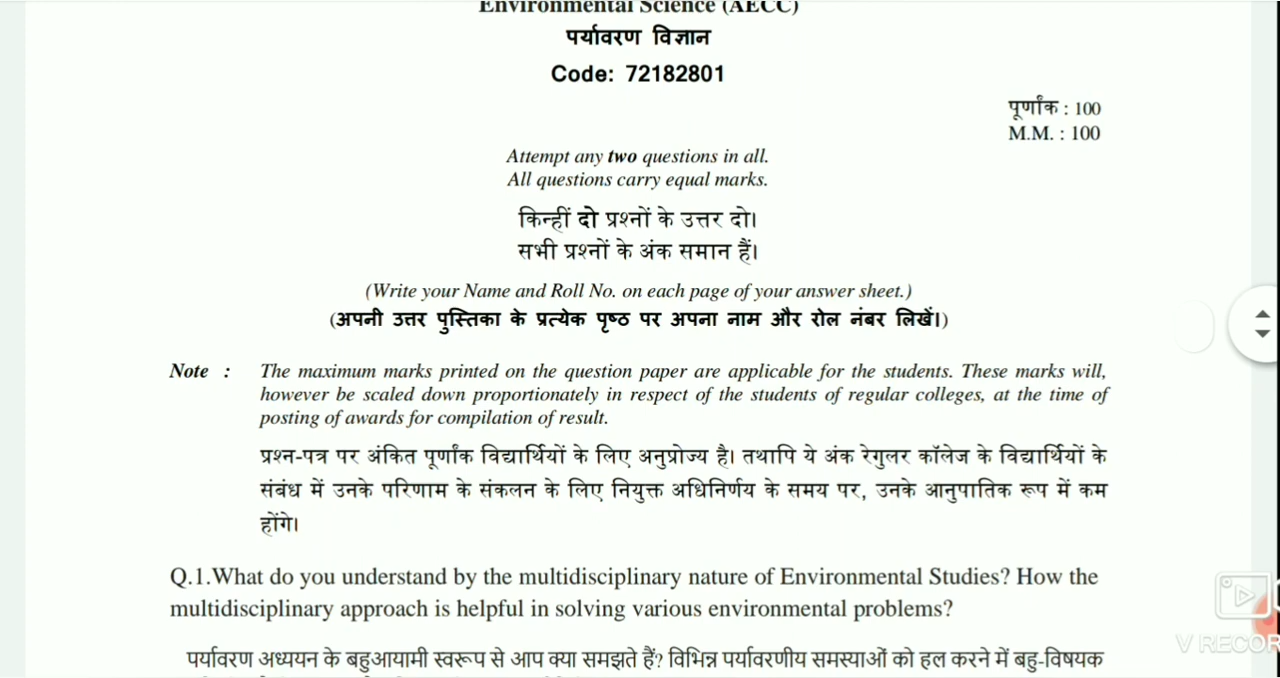 Environmental Science (AECC)
पर्यावरण विज्ञान
Code: 72182801
पूर्णांक : 100
M.M. : 100
Attempt any two questions in all.
All questions carry equal marks.
किन्हीं दो प्रश्नों के उत्तर दो।
सभी प्रश्नों के अंक समान हैं।
(Write your Name and Roll No. on each page of your answer sheet.)
(अपनी उत्तर पुस्तिका के प्रत्येक पृष्ठ पर अपना नाम और रोल नंबर लिखें।)
Note : The maximum marks printed on the question paper are applicable for the students. These marks will,
however be scaled down proportionately in respect of the students of regular colleges, at the time of
posting of awards for compilation of result.
प्रश्न-पत्र पर अंकित पूर्णांक विद्यार्थियों के लिए अनुप्रोज्य है। तथापि ये अंक रेगुलर कॉलेज के विद्यार्थियों के
संबंध में उनके परिणाम के संकलन के लिए नियुक्त अधिनिर्णय के समय पर, उनके आनुपातिक रूप में कम
होंगे।
Q.1.What do you understand by the multidisciplinary nature of Environmental Studies? How the
multidisciplinary approach is helpful in solving various environmental problems?
पर्यावरण अध्ययन के बहुआयामी स्वरूप से आप क्या समझते हैं? विभिन्न पर्यावरणीय समस्याओं को हल करने में बहु-विषयक
V RECOR